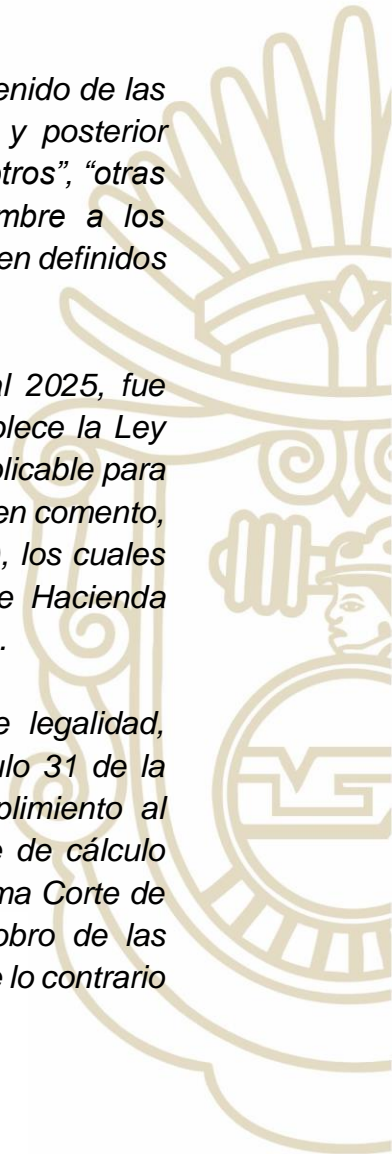 enido de las
y posterior
tros”, “otras
mbre a los
en definidos
al 2025, fue
blece la Ley
plicable para
en comento,
, los cuales
e Hacienda
.
e legalidad,
ulo 31 de la
plimiento al
e de cálculo
ma Corte de
obro de las
e lo contrario